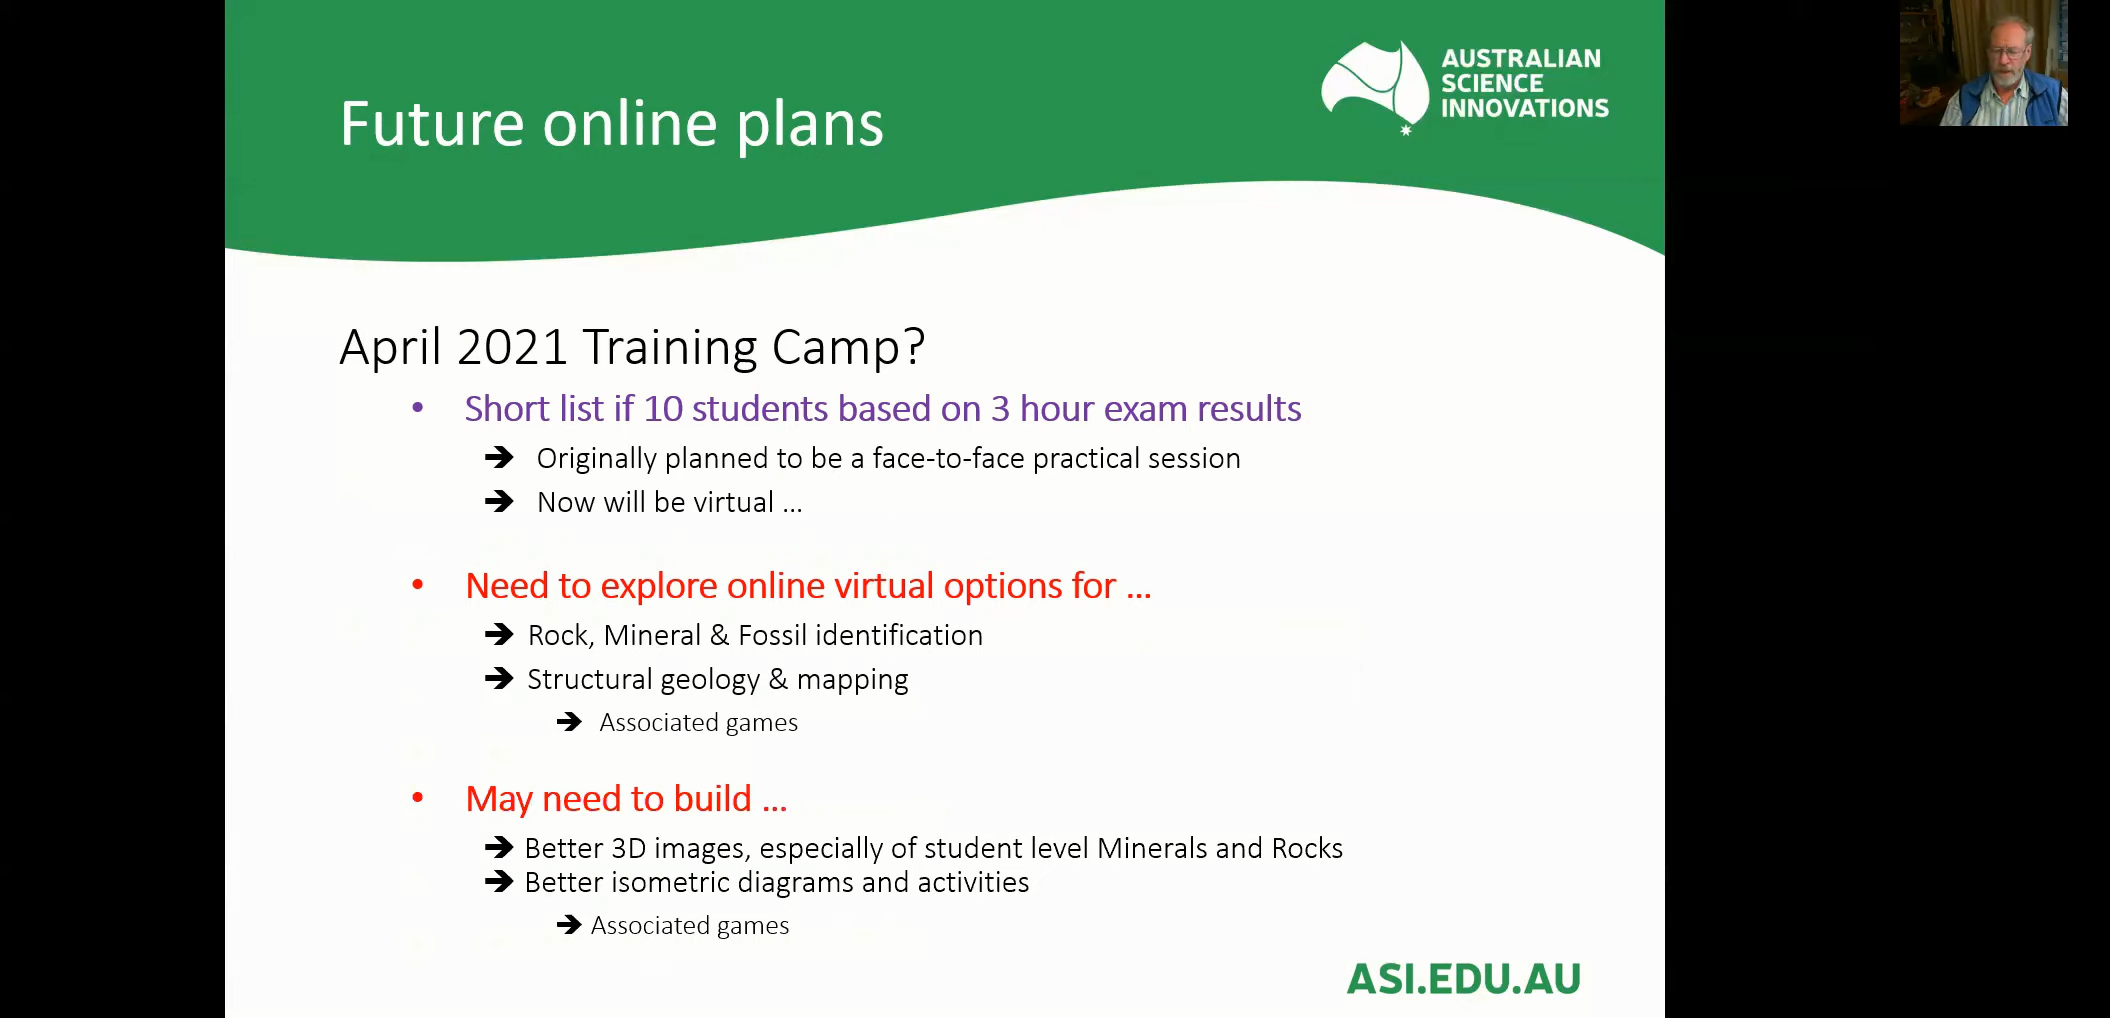 Future online plans
AUSTRALIAN
SCIENCE
INNOVATIONS
April 2021 Training Camp?
• Short list if 10 students based on 3 hour exam results
➔ Originally planned to be a face-to-face practical session
➔ Now will be virtual ...
• Need to explore online virtual options for ...
➔ Rock, Mineral & Fossil identification
➔ Structural geology & mapping
➔ Associated games
• May need to build ...
➔ Better 3D images, especially of student level Minerals and Rocks
➔ Better isometric diagrams and activities
➔ Associated games
ASI.EDU.AU